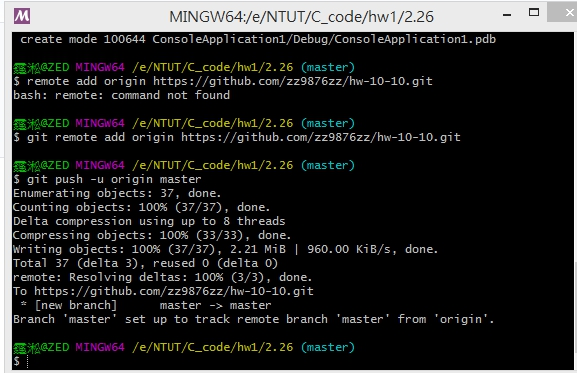 MINGW64:/e/NTUT/C_code/hw1/2.26
create mode 100644 ConsoleApplication1/Debug/ConsoleApplication1.pdb
@ZED MINGW64 /e/NTUT/C_code/hw1/2.26 (master)
$ remote add origin https://github.com/zz9876zz/hw-10-10.git
bash: remote: command not found
@ZED MINGW64 /e/NTUT/C_code/hw1/2.26 (master)
$ git remote add origin https://github.com/zz9876zz/hw-10-10.git
@ZED MINGW64 /e/NTUT/C_code/hw1/2.26 (master)
$ git push -u origin master
Enumerating objects: 37, done.
Counting objects: 100% (37/37), done.
Delta compression using up to 8 threads
Compressing objects: 100% (33/33), done.
Writing objects: 100% (37/37), 2.21 MiB | 960.00 KiB/s, done.
Total 37 (delta 3), reused 0 (delta 0)
remote: Resolving deltas: 100% (3/3), done.
To https://github.com/zz9876zz/hw-10-10.git
* [new branch]      master -> master
Branch 'master' set up to track remote branch 'master' from 'origin'.
@ZED MINGW64 /e/NTUT/C_code/hw1/2.26 (master)
$